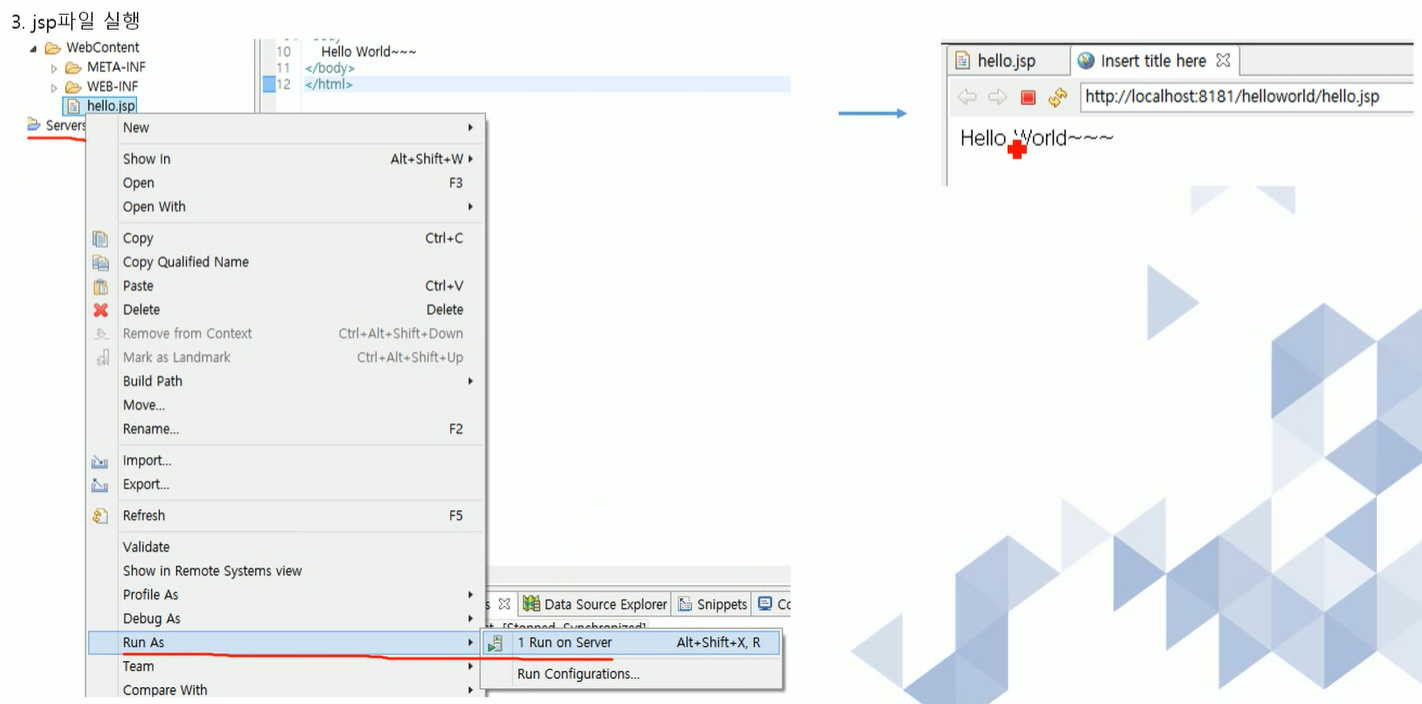 3. jsp파일 실행
WebContent
META-INF
WEB-INF
hello.jsp
Servers
10 Hello World~~~
11 </body>
12 </html>
New
Show In Alt+Shift+W
Open F3
Open With
Copy Ctrl+C
Copy Qualified Name
Paste Ctrl+V
Delete Delete
Remove from Context Ctrl+Alt+Shift+Down
Mark as Landmark Ctrl+Alt+Shift+Up
Build Path
Move...
Rename... F2
Import...
Export...
Refresh F5
Validate
Show in Remote Systems view
Profile As
Debug As
Run As
Team
Compare With
Data Source Explorer Snippets
[Stopped, Synchronized]
1 Run on Server Alt+Shift+X, R
Run Configurations...
hello.jsp Insert title here
http://localhost:8181/helloworld/hello.jsp
Hello World~~~